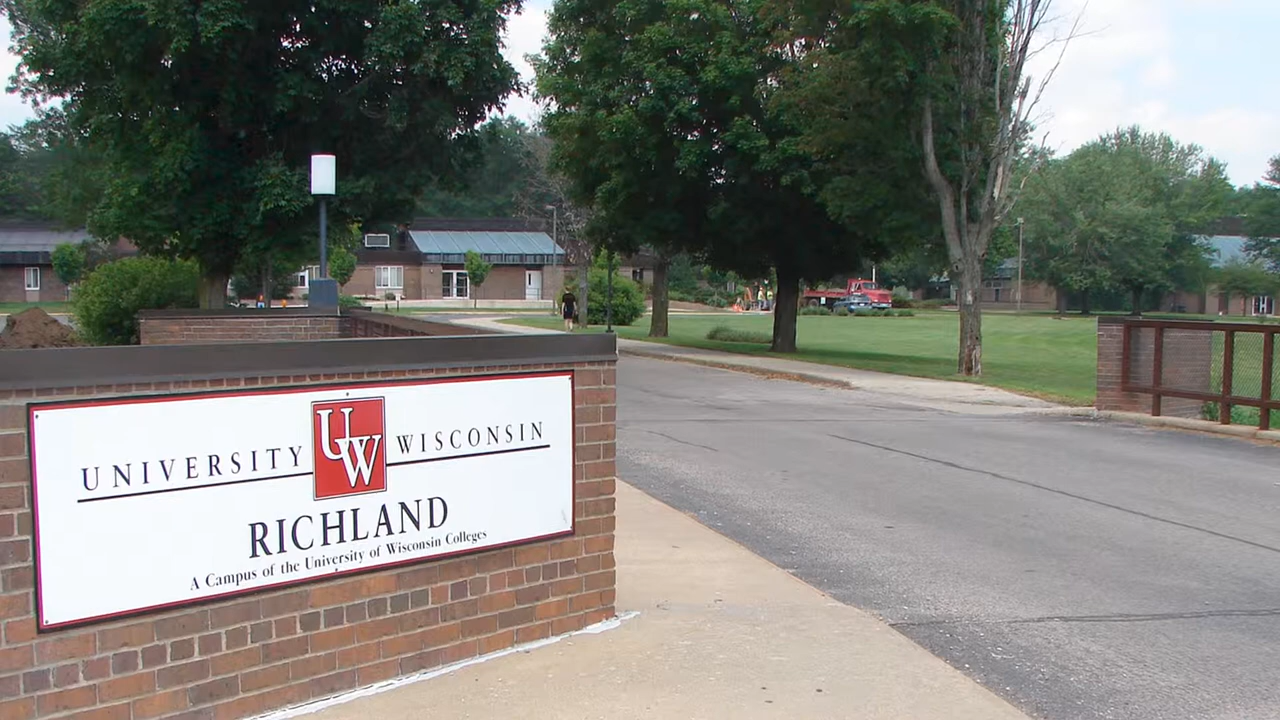 UNIVERSITY UW WISCONSIN
RICHLAND
A Campus of the University of Wisconsin Colleges